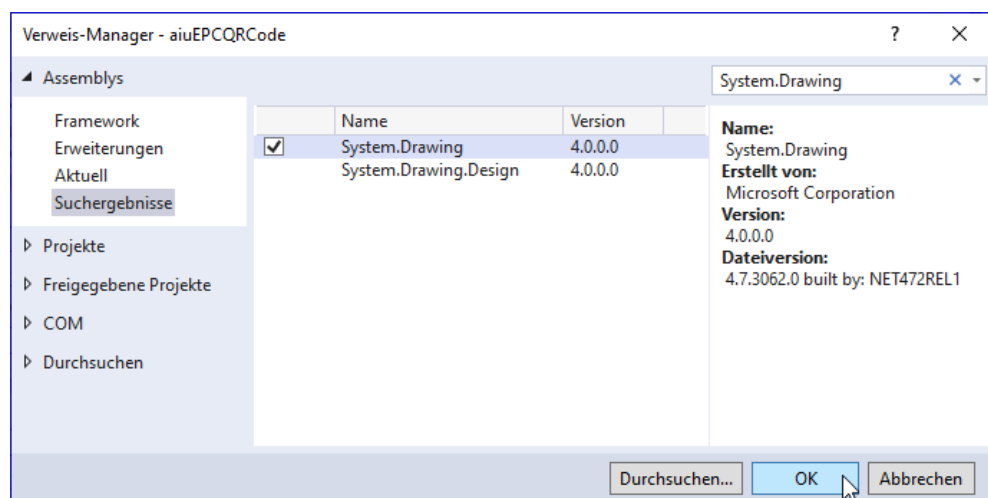 Verweis-Manager - aiuEPCQRCode
?
Assemblys
System.Drawing
Framework
Erweiterungen
Aktuell
Suchergebnisse
Projekte
Freigegebene Projekte
COM
Durchsuchen
Name Version
System.Drawing 4.0.0.0
System.Drawing.Design 4.0.0.0
Name:
System.Drawing
Erstellt von:
Microsoft Corporation
Version:
4.0.0.0
Dateiversion:
4.7.3062.0 built by: NET472REL1
Durchsuchen... OK Abbrechen